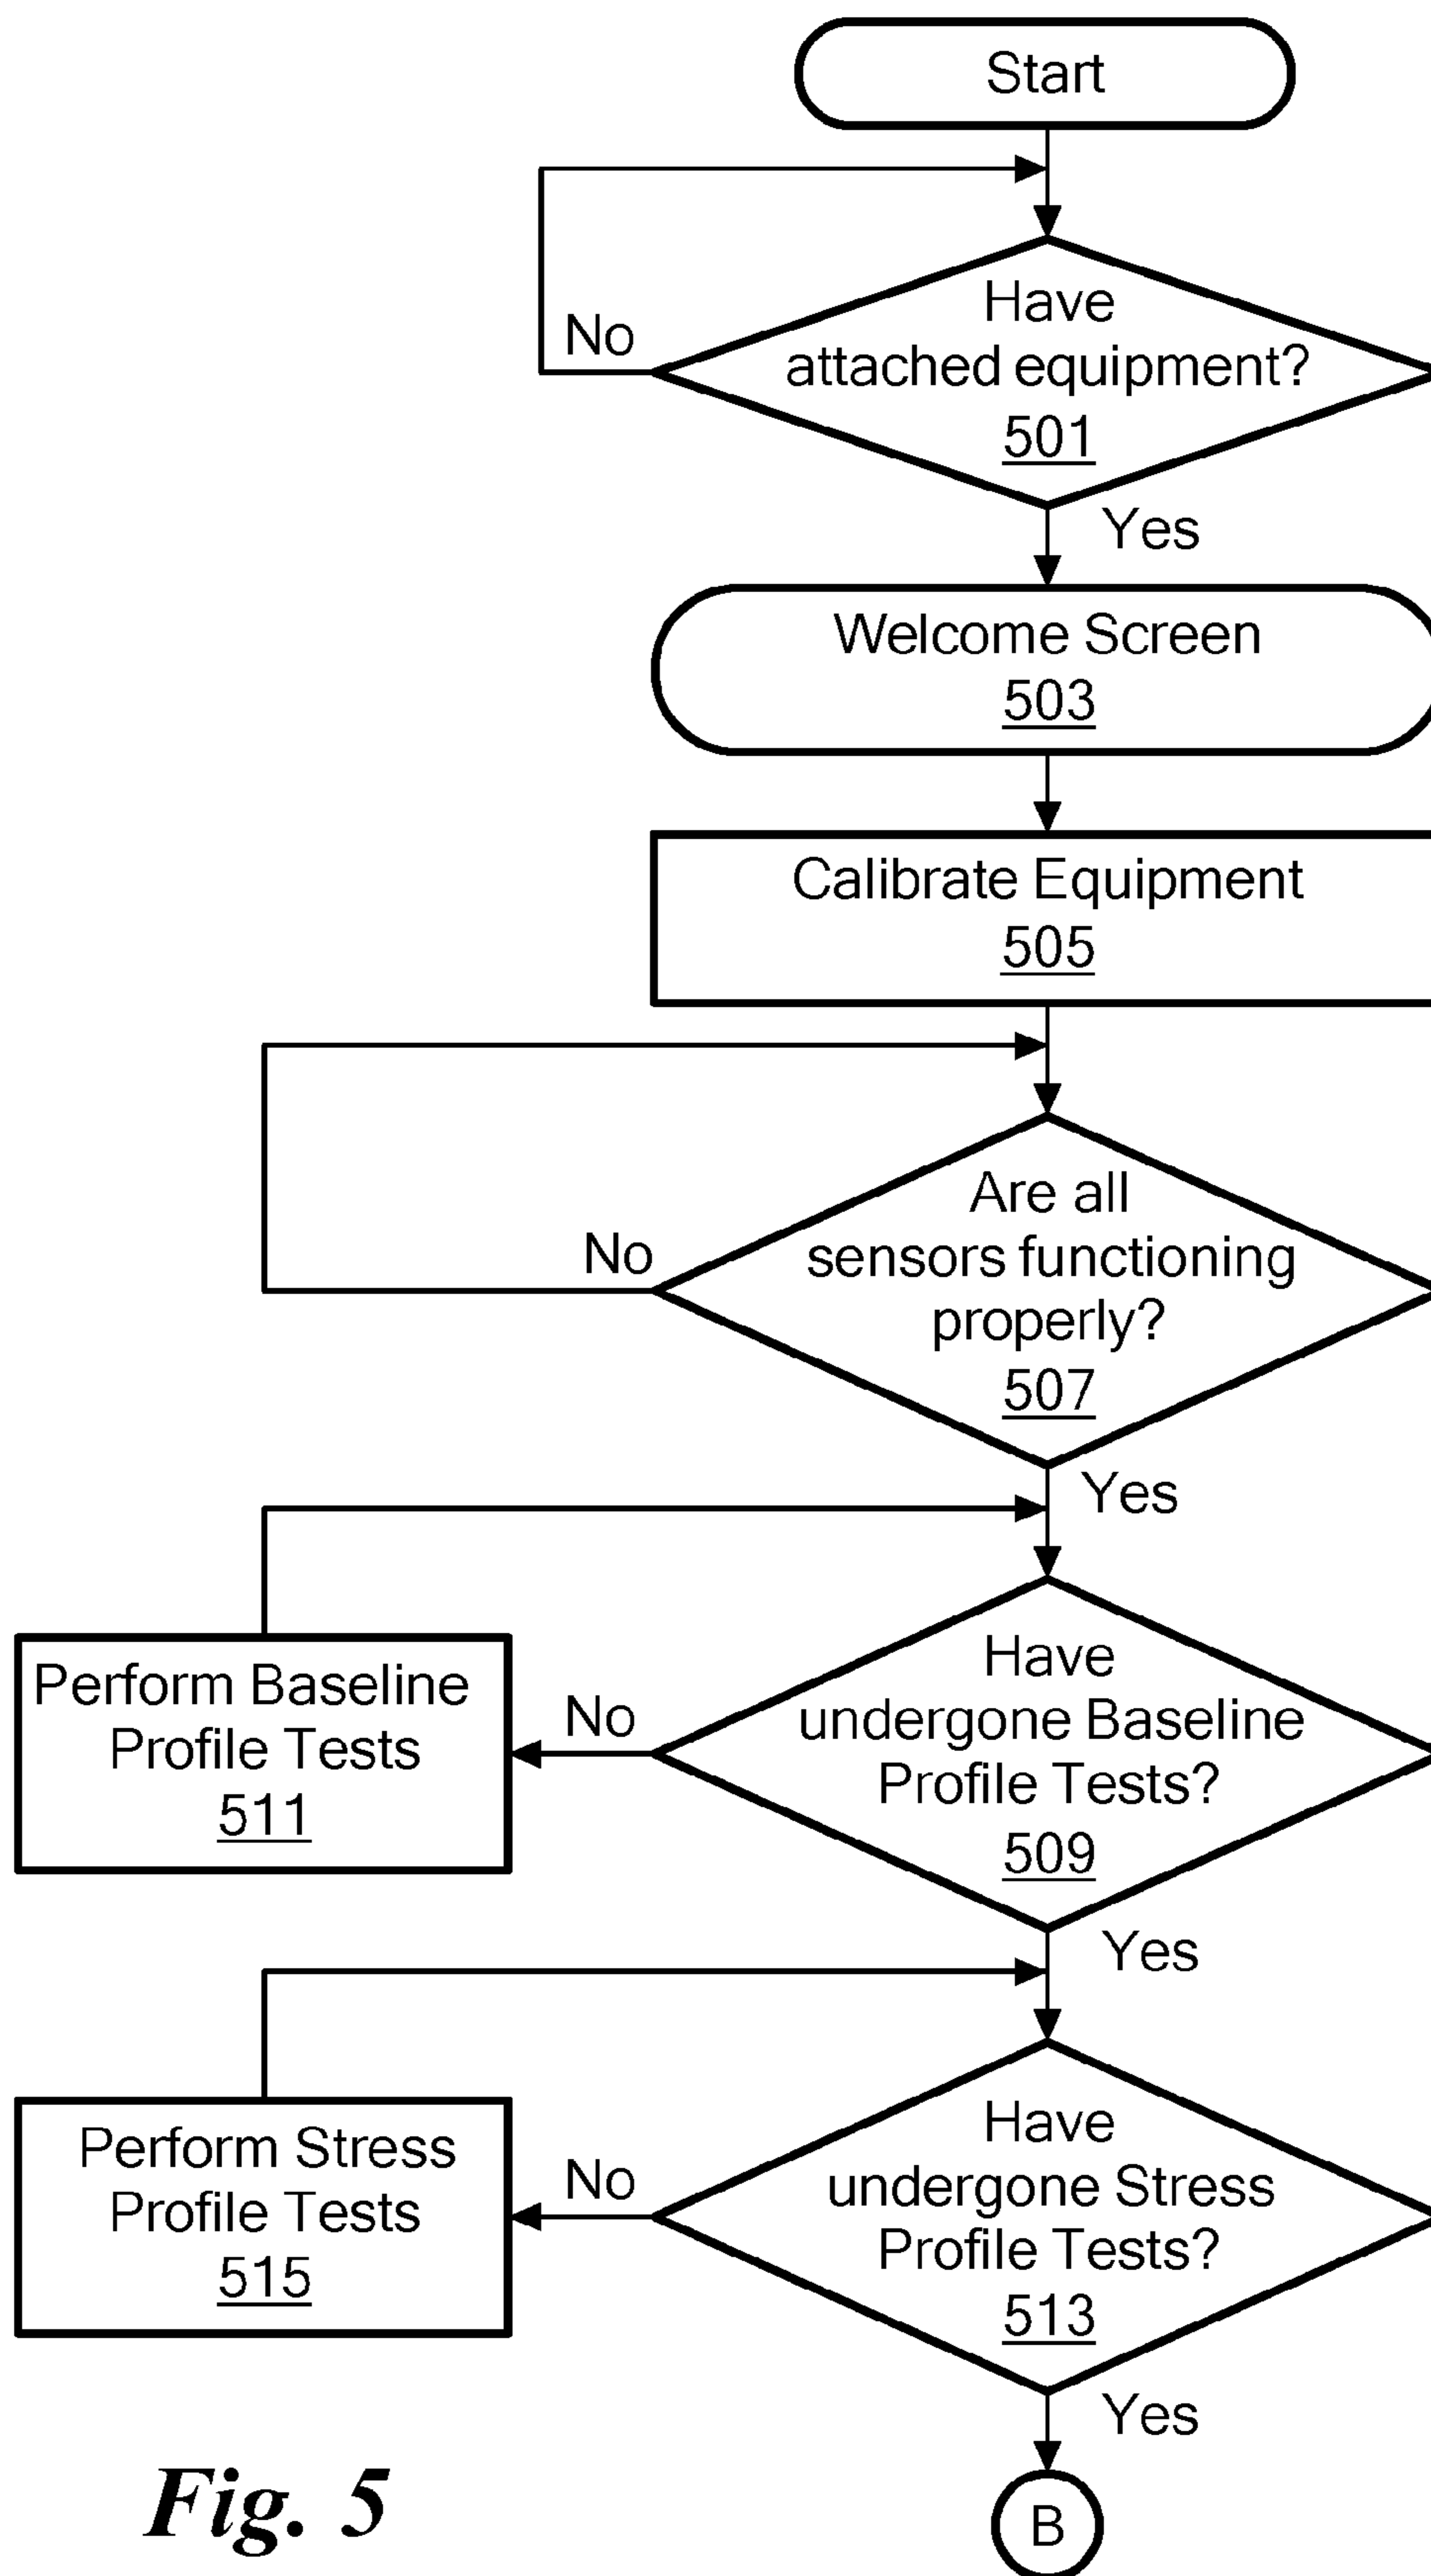 Start
Have
attached equipment?
501
No
Yes
Welcome Screen
503
Calibrate Equipment
505
Are all
sensors functioning
properly?
507
No
Yes
Have
undergone Baseline
Profile Tests?
509
No
Perform Baseline
Profile Tests
511
Yes
Have
undergone Stress
Profile Tests?
513
No
Perform Stress
Profile Tests
515
Yes
B
Fig. 5